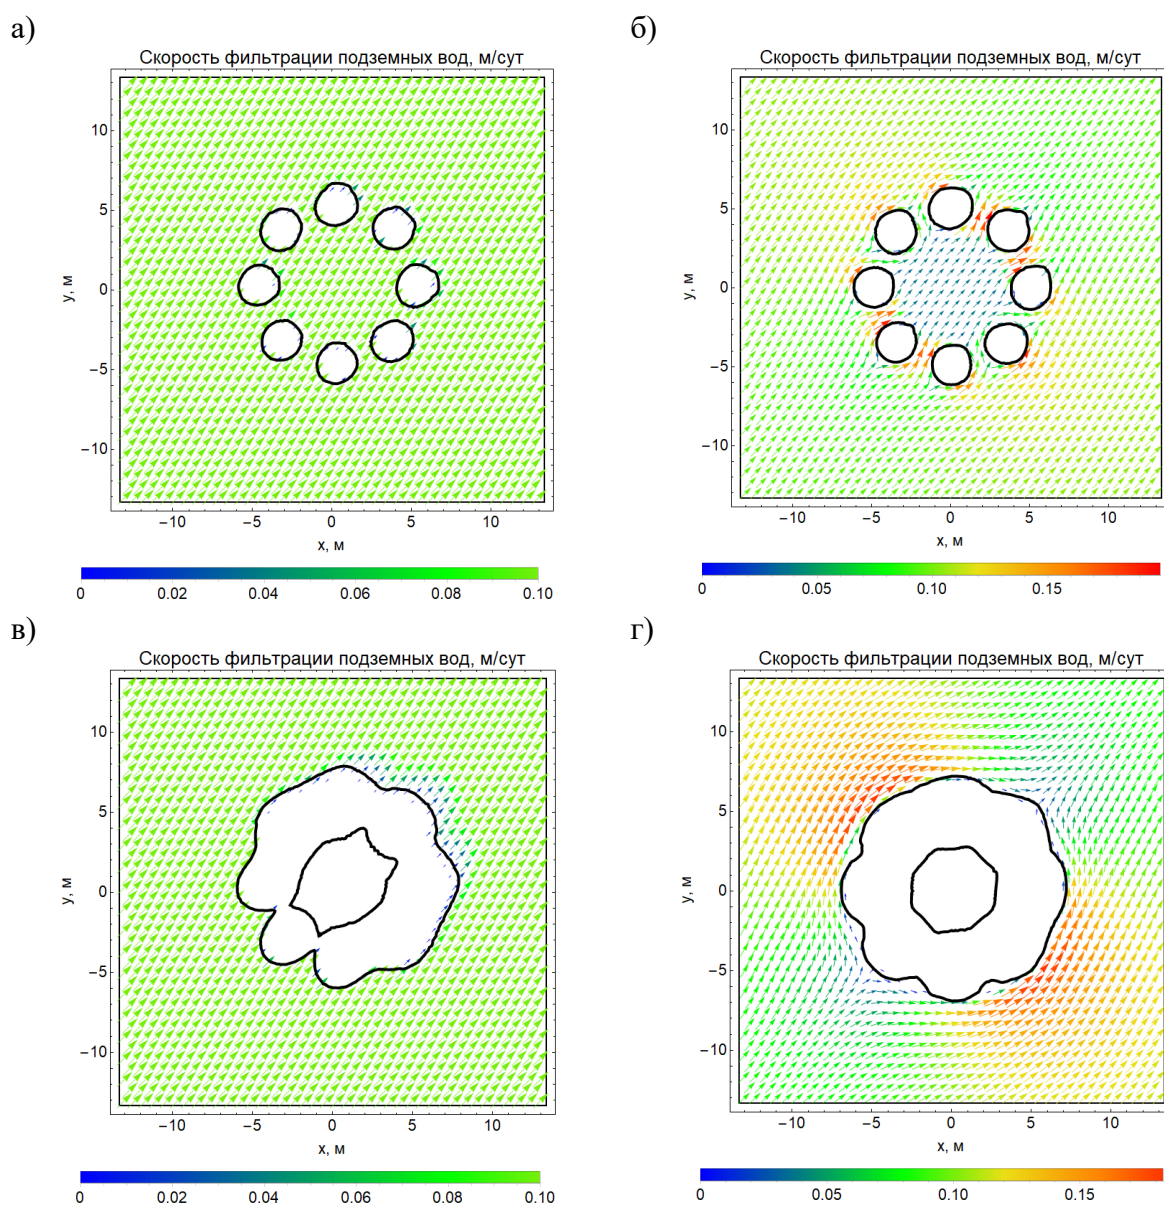 а)
Скорость фильтрации подземных вод, м/сут
10
5
0
−5
−10
y, м
−10 −5 0 5 10
x, м
0 0.02 0.04 0.06 0.08 0.10
б)
Скорость фильтрации подземных вод, м/сут
10
5
0
−5
−10
y, м
−10 −5 0 5 10
x, м
0 0.05 0.10 0.15
в)
Скорость фильтрации подземных вод, м/сут
10
5
0
−5
−10
y, м
−10 −5 0 5 10
x, м
0 0.02 0.04 0.06 0.08 0.10
г)
Скорость фильтрации подземных вод, м/сут
10
5
0
−5
−10
y, м
−10 −5 0 5 10
x, м
0 0.05 0.10 0.15